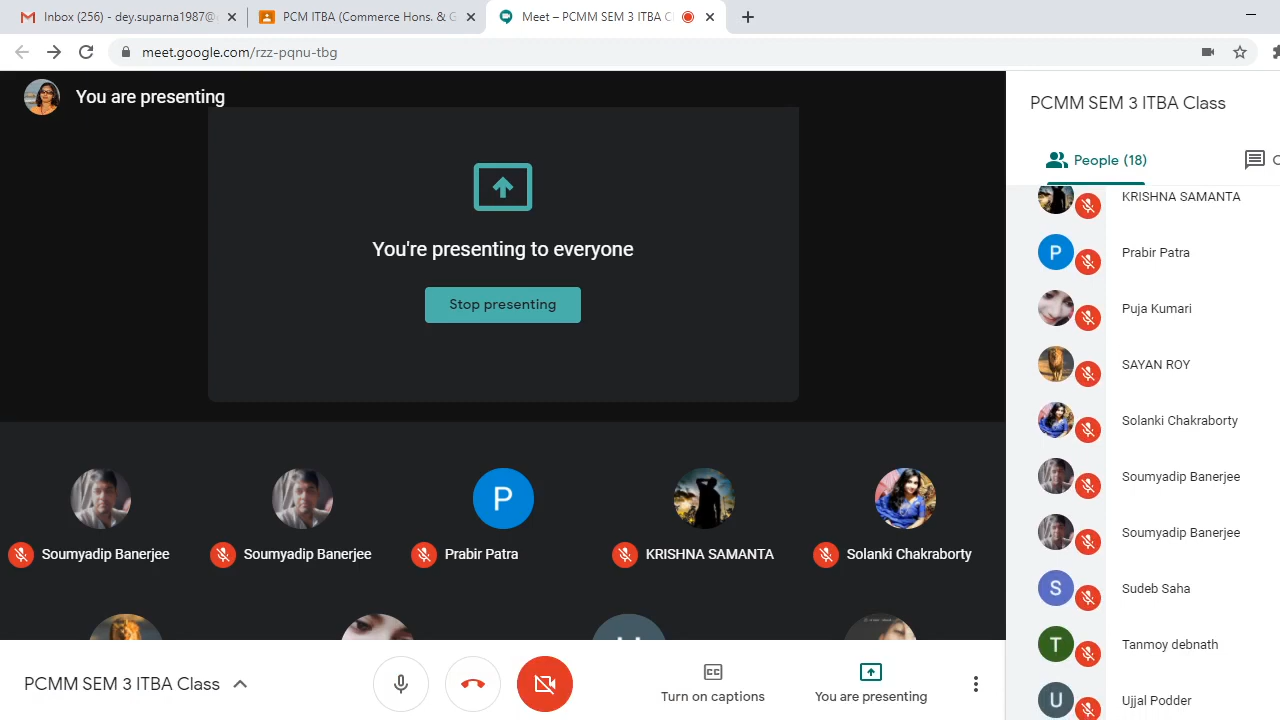 Inbox (256) - dey.suparna1987@
PCM ITBA (Commerce Hons. & G
Meet – PCMM SEM 3 ITBA C
meet.google.com/rzz-pqnu-tbg
You are presenting
You're presenting to everyone
Stop presenting
Soumyadip Banerjee
Soumyadip Banerjee
P
Prabir Patra
KRISHNA SAMANTA
Solanki Chakraborty
PCMM SEM 3 ITBA Class
CC
Turn on captions
You are presenting
PCMM SEM 3 ITBA Class
People (18)
KRISHNA SAMANTA
P
Prabir Patra
Puja Kumari
SAYAN ROY
Solanki Chakraborty
Soumyadip Banerjee
Soumyadip Banerjee
S
Sudeb Saha
T
Tanmoy debnath
U
Ujjal Podder